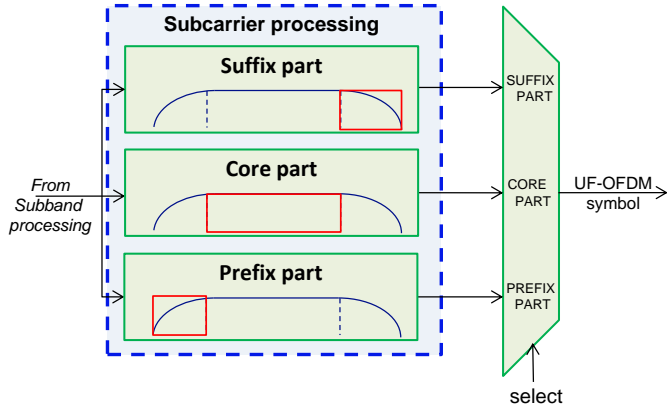 Subcarrier processing
Suffix part
Core part
Prefix part
From
Subband
processing
SUFFIX
PART
CORE
PART
PREFIX
PART
UF-OFDM
symbol
select